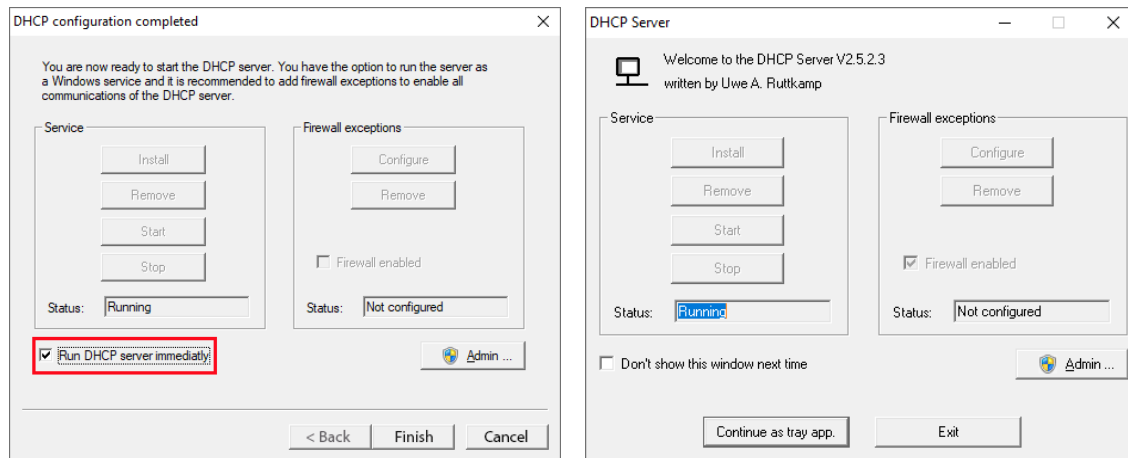 DHCP configuration completed
You are now ready to start the DHCP server. You have the option to run the server as
a Windows service and it is recommended to add firewall exceptions to enable all
communications of the DHCP server.
Service
Install
Remove
Start
Stop
Status: Running
Firewall exceptions
Configure
Remove
Firewall enabled
Status: Not configured
Run DHCP server immediatly
Admin ...
< Back
Finish
Cancel
DHCP Server
Welcome to the DHCP Server V2.5.2.3
written by Uwe A. Ruttkamp
Service
Install
Remove
Start
Stop
Status: Running
Firewall exceptions
Configure
Remove
Firewall enabled
Status: Not configured
Don't show this window next time
Admin ...
Continue as tray app.
Exit